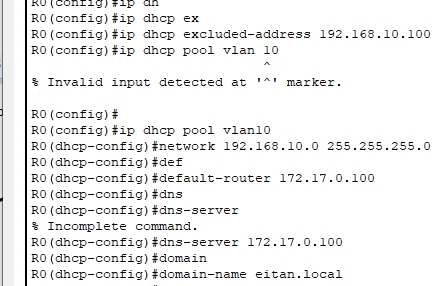 R0(config)#ip dh
R0(config)#ip dhcp ex
R0(config)#ip dhcp excluded-address 192.168.10.100
R0(config)#ip dhcp pool vlan 10
^
% Invalid input detected at '^' marker.
R0(config)#
R0(config)#ip dhcp pool vlan10
R0(dhcp-config)#network 192.168.10.0 255.255.255.0
R0(dhcp-config)#def
R0(dhcp-config)#default-router 172.17.0.100
R0(dhcp-config)#dns
R0(dhcp-config)#dns-server
% Incomplete command.
R0(dhcp-config)#dns-server 172.17.0.100
R0(dhcp-config)#domain
R0(dhcp-config)#domain-name eitan.local